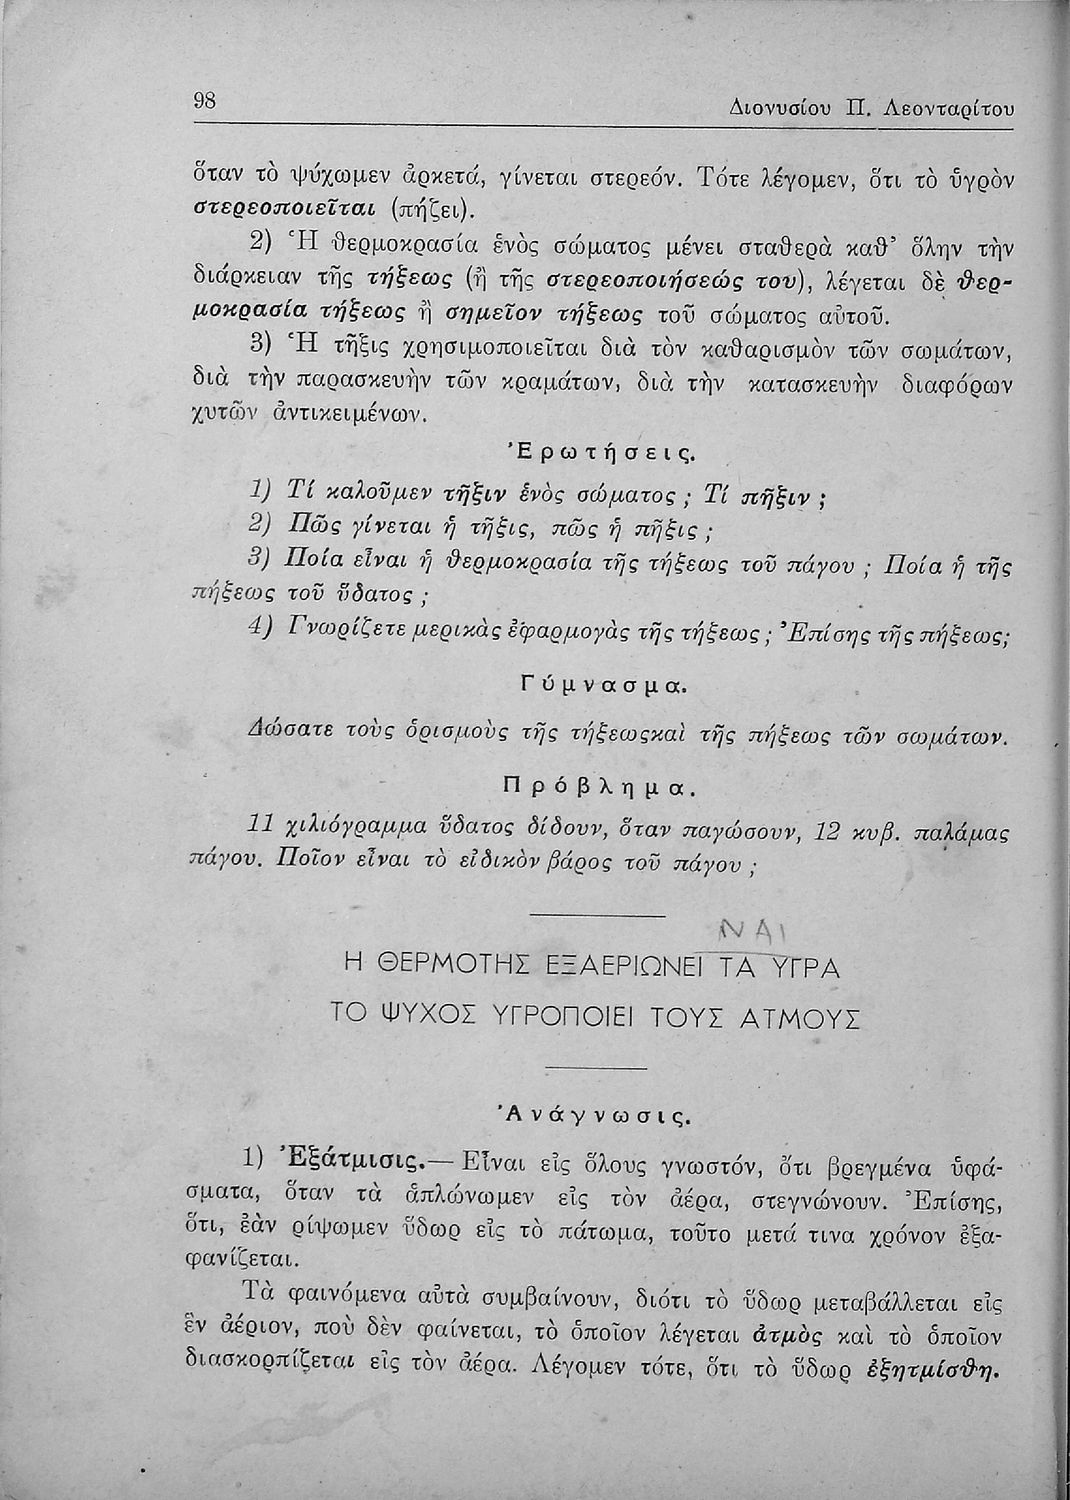 98
Διονυσίου Π. Λεονταρίτου
ὅταν τὸ ψύχωμεν ἀρκετά, γίνεται στερεόν. Τότε λέγομεν, ὅτι τὸ ὑγρὸν
στερεοποιεῖται (πήζει).
2) Ἡ θερμοκρασία ἑνὸς σώματος μένει σταθερὰ καθ' ὅλην τὴν
διάρκειαν τῆς τήξεως (ἢ τῆς στερεοποιήσεώς του), λέγεται δὲ θερ-
μοκρασία τήξεως ἢ σημεῖον τήξεως τοῦ σώματος αὐτοῦ.
3) Ἡ τῆξις χρησιμοποιεῖται διὰ τὸν καθαρισμὸν τῶν σωμάτων,
διὰ τὴν παρασκευὴν τῶν κραμάτων, διὰ τὴν κατασκευὴν διαφόρων
χυτῶν ἀντικειμένων.
Ἐρωτήσεις.
1) Τί καλοῦμεν τῆξιν ἑνὸς σώματος ; Τί πῆξιν ;
2) Πῶς γίνεται ἡ τῆξις, πῶς ἡ πῆξις ;
3) Ποία εἶναι ἡ θερμοκρασία τῆς τήξεως τοῦ πάγου ; Ποία ἡ τῆς
πήξεως τοῦ ὕδατος ;
4) Γνωρίζετε μερικὰς ἐφαρμογὰς τῆς τήξεως ; Ἐπίσης τῆς πήξεως;
Γύμνασμα.
Δώσατε τοὺς ὁρισμοὺς τῆς τήξεωςκαὶ τῆς πήξεως τῶν σωμάτων.
Πρόβλημα.
11 χιλιόγραμμα ὕδατος δίδουν, ὅταν παγώσουν, 12 κυβ. παλάμας
πάγου. Ποῖον εἶναι τὸ εἰδικὸν βάρος τοῦ πάγου ;
ΝΑΙ
Η ΘΕΡΜΟΤΗΣ ΕΞΑΕΡΙΩΝΕΙ ΤΑ ΥΓΡΑ
ΤΟ ΨΥΧΟΣ ΥΓΡΟΠΟΙΕΙ ΤΟΥΣ ΑΤΜΟΥΣ
Ἀνάγνωσις.
1) Ἐξάτμισις.— Εἶναι εἰς ὅλους γνωστόν, ὅτι βρεγμένα ὑφά-
σματα, ὅταν τὰ ἁπλώνωμεν εἰς τὸν ἀέρα, στεγνώνουν. Ἐπίσης,
ὅτι, ἐὰν ρίψωμεν ὕδωρ εἰς τὸ πάτωμα, τοῦτο μετά τινα χρόνον ἐξα-
φανίζεται.
Τὰ φαινόμενα αὐτὰ συμβαίνουν, διότι τὸ ὕδωρ μεταβάλλεται εἰς
ἓν ἀέριον, ποὺ δὲν φαίνεται, τὸ ὁποῖον λέγεται ἀτμὸς καὶ τὸ ὁποῖον
διασκορπίζεται εἰς τὸν ἀέρα. Λέγομεν τότε, ὅτι τὸ ὕδωρ ἐξητμίσθη.